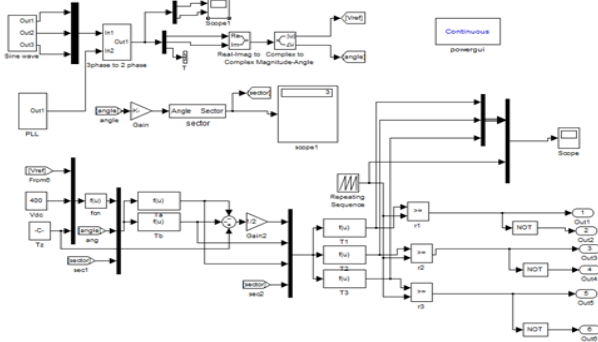 Out1
Out2
Out3
Sine wave
In1
In2
Out1
3phase to 2 phase
Scope1
T
Re
Im
Real-Imag to
Complex
|u|
∠u
Complex to
Magnitude-Angle
[Vref]
[angle]
Continuous
powergui
Out1
PLL
[angle]
angle
-K-
Gain
Angle Sector
sector
[sector]
3
scope1
Scope
[Vref]
From6
400
Vdc
-C-
Tz
f(u)
fcn
[angle]
ang
[sector]
sec1
f(u)
Ta
f(u)
Tb
1/2
Gain2
[sector]
sec2
Repeating
Sequence
f(u)
T1
f(u)
T2
f(u)
T3
>=
r1
>=
r2
>=
r3
NOT
NOT
NOT
1
Out1
2
Out2
3
Out3
4
Out4
5
Out5
6
Out6